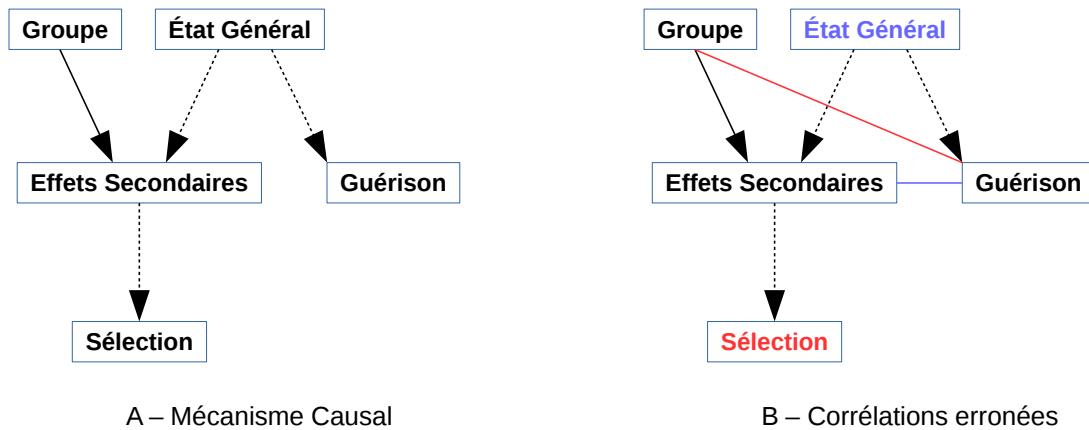 Groupe
État Général
Effets Secondaires
Guérison
Sélection
A – Mécanisme Causal
Groupe
État Général
Effets Secondaires
Guérison
Sélection
B – Corrélations erronées